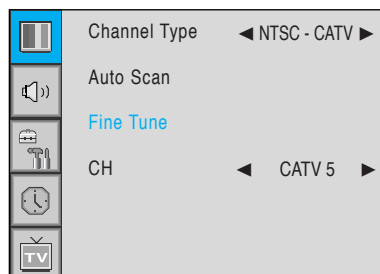 Channel Type ◀ NTSC - CATV ▶
Auto Scan
Fine Tune
CH ◀ CATV 5 ▶
TV